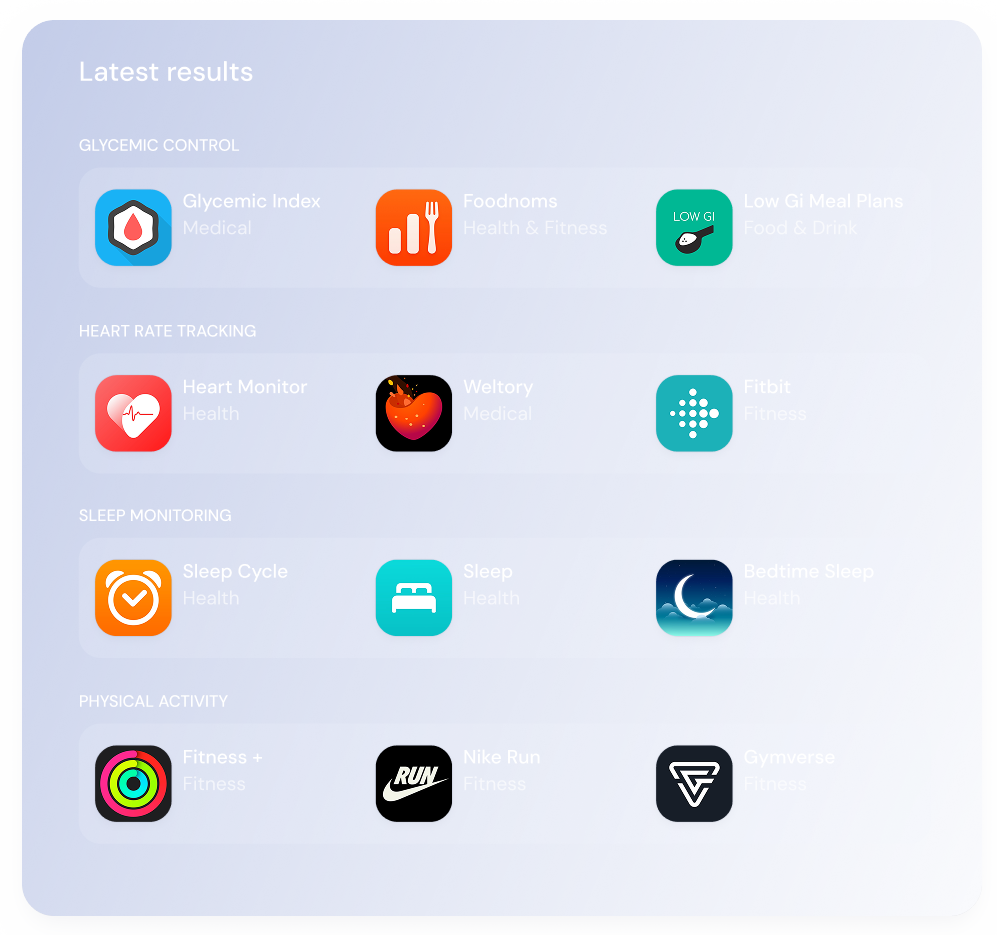 Latest results
GLYCEMIC CONTROL
Glycemic Index
Medical
Foodnoms
Health & Fitness
LOW GI
Low Gi Meal Plans
Food & Drink
HEART RATE TRACKING
Heart Monitor
Health
Weltory
Medical
Fitbit
Fitness
SLEEP MONITORING
Sleep Cycle
Health
Sleep
Health
Bedtime Sleep
Health
PHYSICAL ACTIVITY
Fitness +
Fitness
RUN
Nike Run
Fitness
Gymverse
Fitness